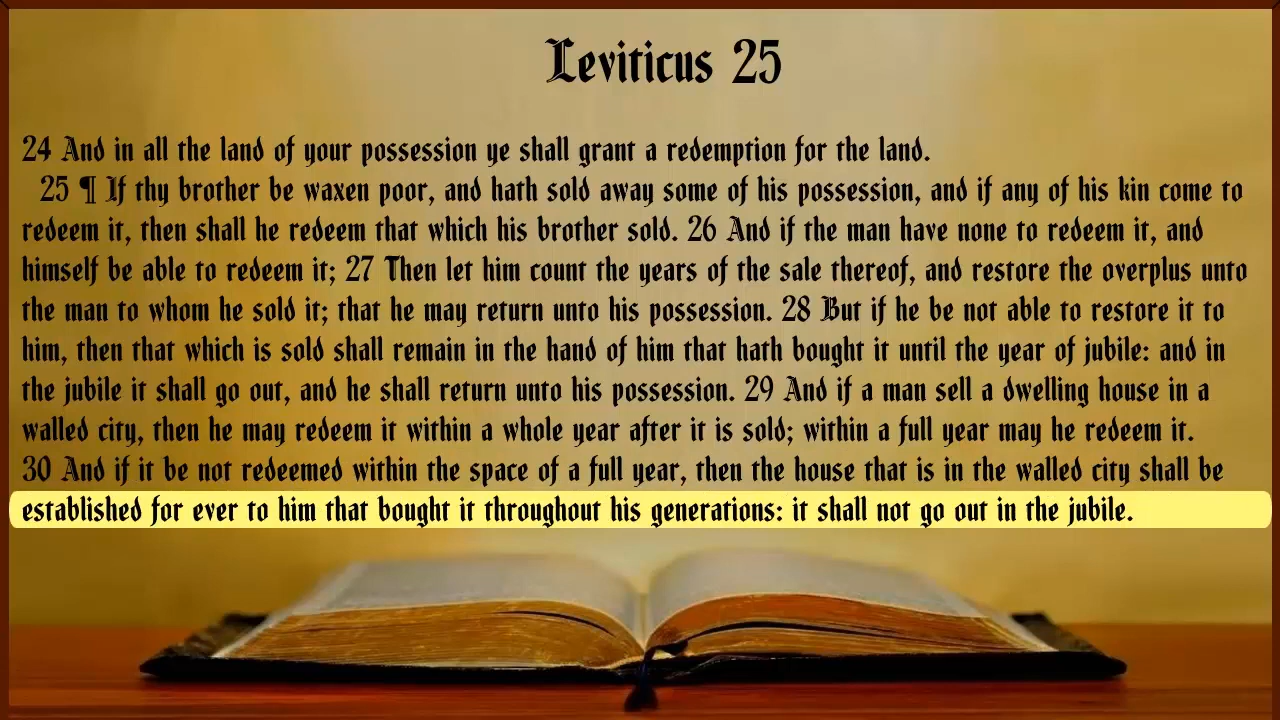 Leviticus 25
24 And in all the land of your possession ye shall grant a redemption for the land.
25 ¶ If thy brother be waxen poor, and hath sold away some of his possession, and if any of his kin come to
redeem it, then shall he redeem that which his brother sold. 26 And if the man have none to redeem it, and
himself be able to redeem it; 27 Then let him count the years of the sale thereof, and restore the overplus unto
the man to whom he sold it; that he may return unto his possession. 28 But if he be not able to restore it to
him, then that which is sold shall remain in the hand of him that hath bought it until the year of jubile: and in
the jubile it shall go out, and he shall return unto his possession. 29 And if a man sell a dwelling house in a
walled city, then he may redeem it within a whole year after it is sold; within a full year may he redeem it.
30 And if it be not redeemed within the space of a full year, then the house that is in the walled city shall be
established for ever to him that bought it throughout his generations: it shall not go out in the jubile.